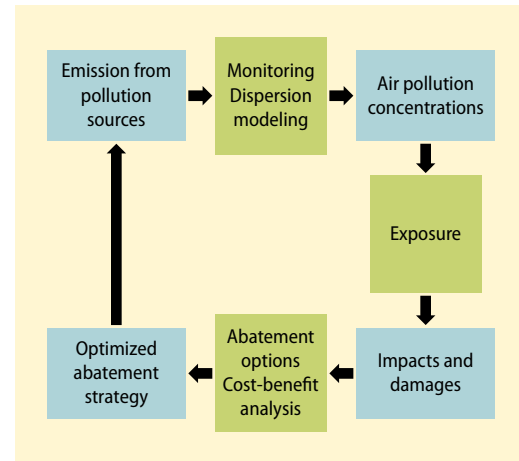 Emission from
pollution
sources
Monitoring
Dispersion
modeling
Air pollution
concentrations
Exposure
Impacts and
damages
Abatement
options
Cost-benefit
analysis
Optimized
abatement
strategy